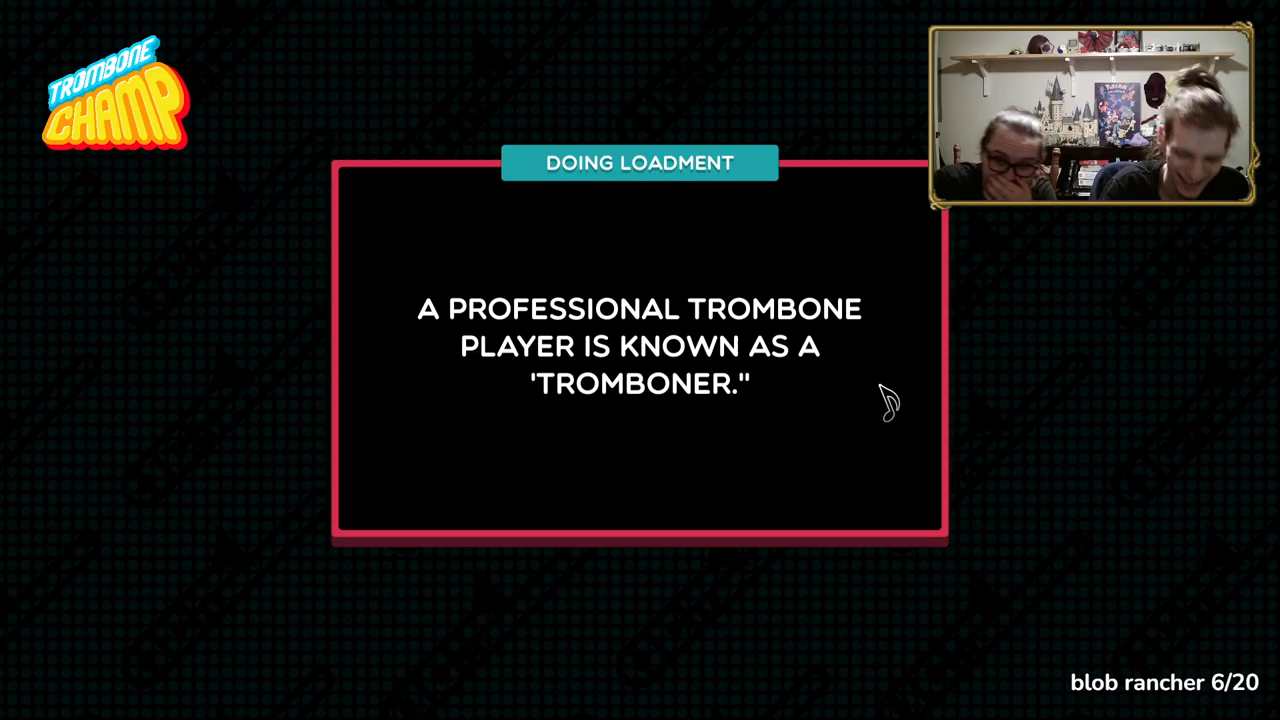 TROMBONE
CHAMP
DOING LOADMENT
A PROFESSIONAL TROMBONE
PLAYER IS KNOWN AS A
'TROMBONER."
blob rancher 6/20